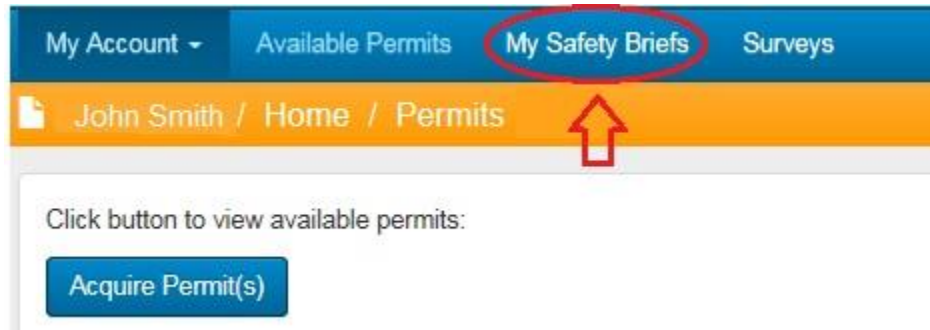 My Account Available Permits My Safety Briefs Surveys
John Smith / Home / Permits
Click button to view available permits:
Acquire Permit(s)